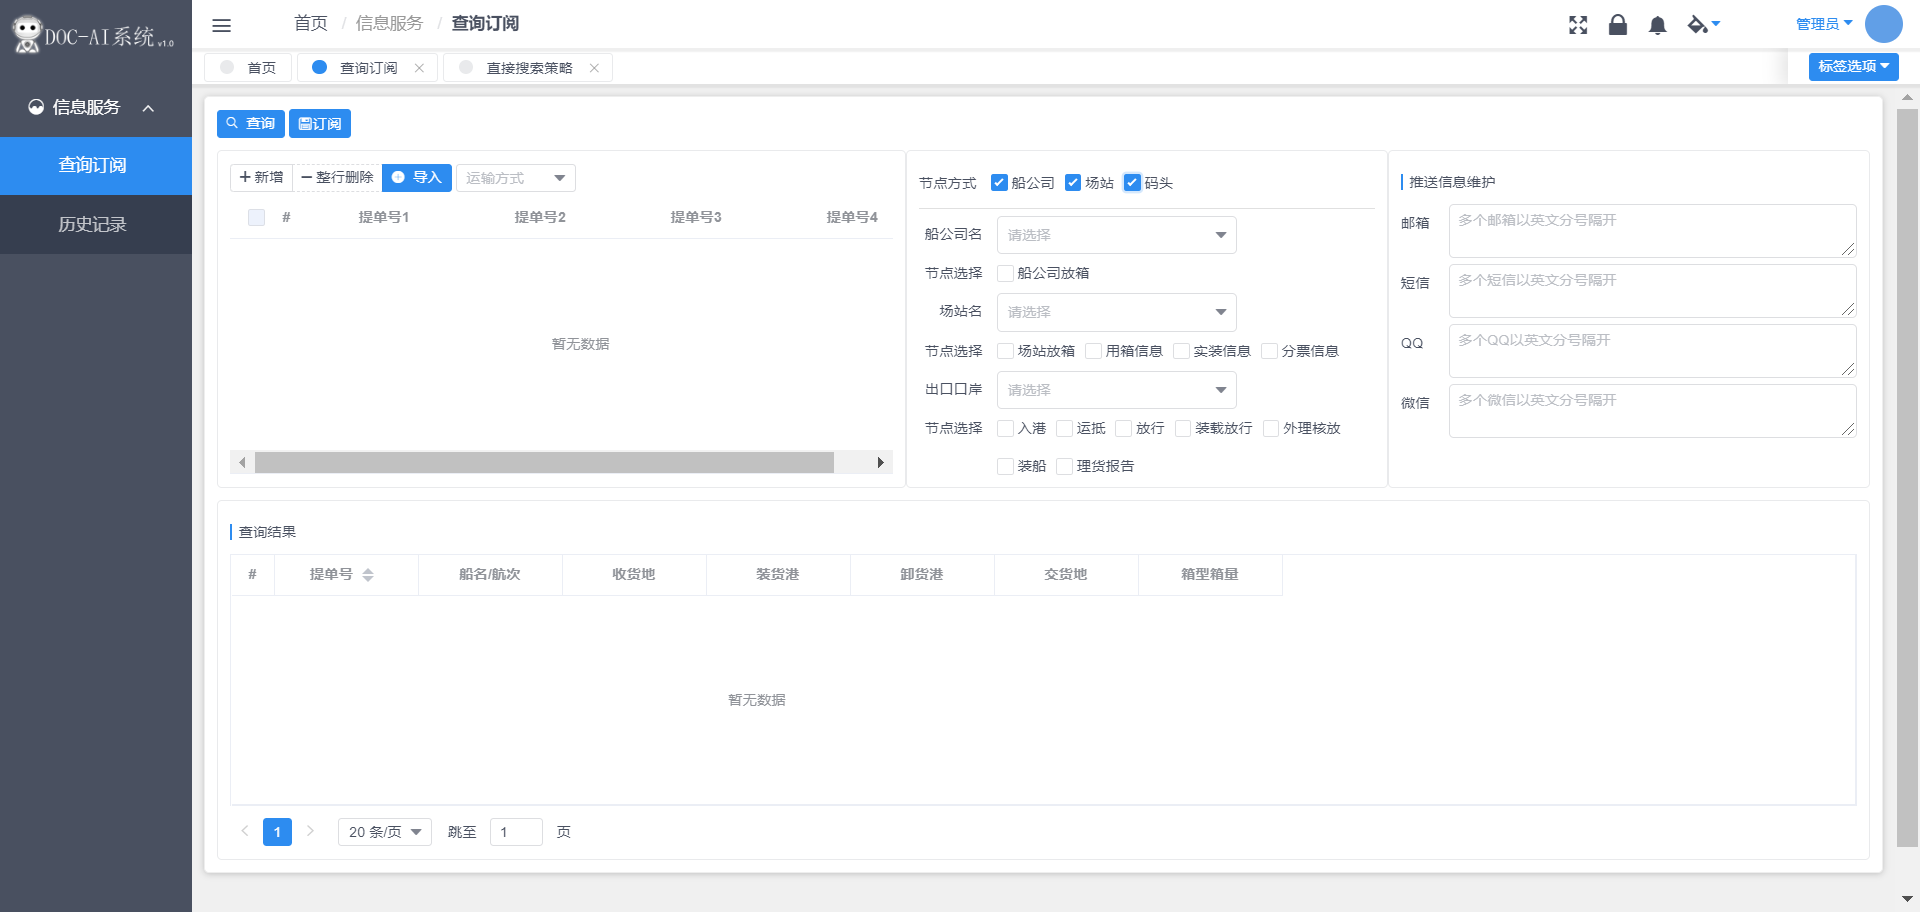 DOC-AI系统 v1.0
信息服务
查询订阅
历史记录
首页 / 信息服务 / 查询订阅
管理员
首页 查询订阅 直接搜索策略
标签选项
查询 订阅
新增 整行删除 导入 运输方式
# 提单号1 提单号2 提单号3 提单号4
暂无数据
节点方式 船公司 场站 码头
船公司名 请选择
节点选择 船公司放箱
场站名 请选择
节点选择 场站放箱 用箱信息 实装信息 分票信息
出口口岸 请选择
节点选择 入港 运抵 放行 装载放行 外理核放
装船 理货报告
推送信息维护
邮箱 多个邮箱以英文分号隔开
短信 多个短信以英文分号隔开
QQ 多个QQ以英文分号隔开
微信 多个微信以英文分号隔开
查询结果
# 提单号 船名/航次 收货地 装货港 卸货港 交货地 箱型箱量
暂无数据
1 20 条/页 跳至 1 页